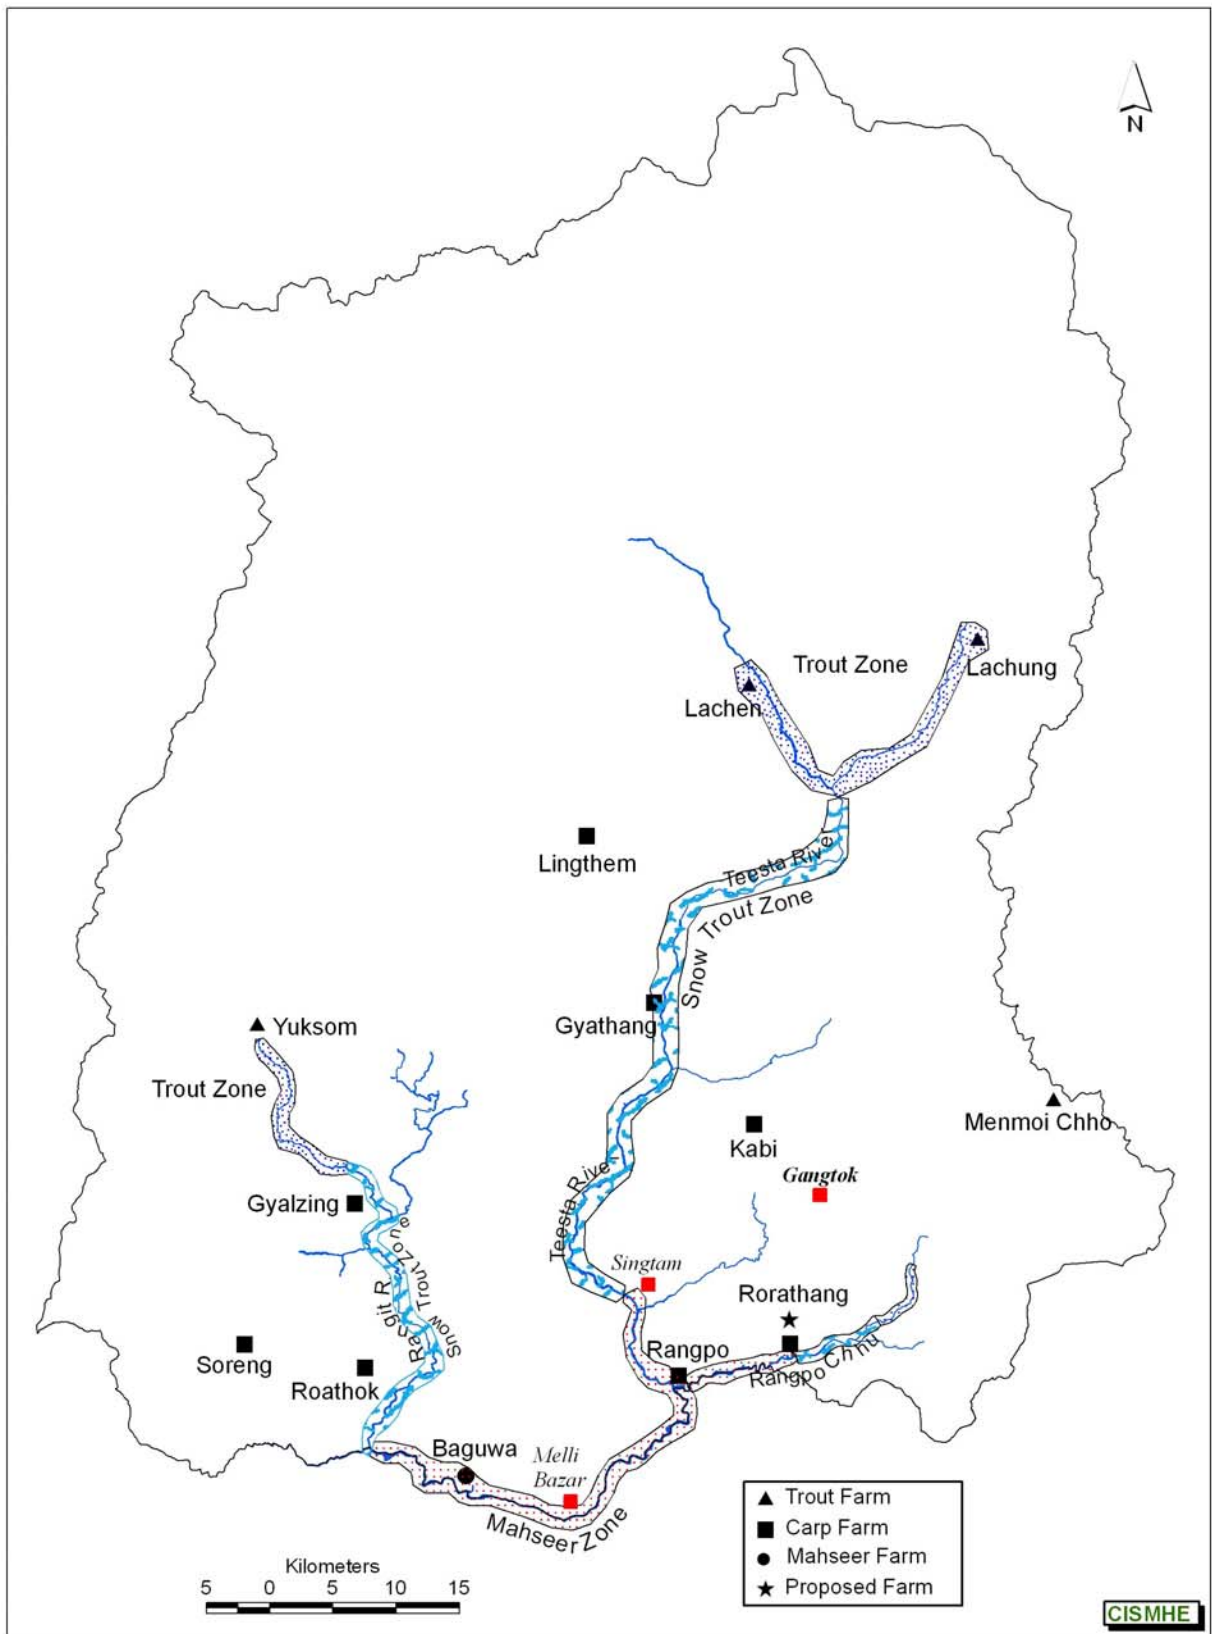 N
Trout Zone
Lachung
Lachen
Teesta River
Lingthem
Snow Trout Zone
Gyathang
Yuksom
Trout Zone
Menmoi Chho
Kabi
Gangtok
Gyalzing
Teesta River
Singtam
Rangit R.
Snow Trout Zone
Rorathang
Soreng
Roathok
Rangpo
Rangpo Chhu
Baguwa
Melli
Bazar
Mahseer Zone
Trout Farm
Carp Farm
Mahseer Farm
Proposed Farm
Kilometers
5 0 5 10 15
CISMHE